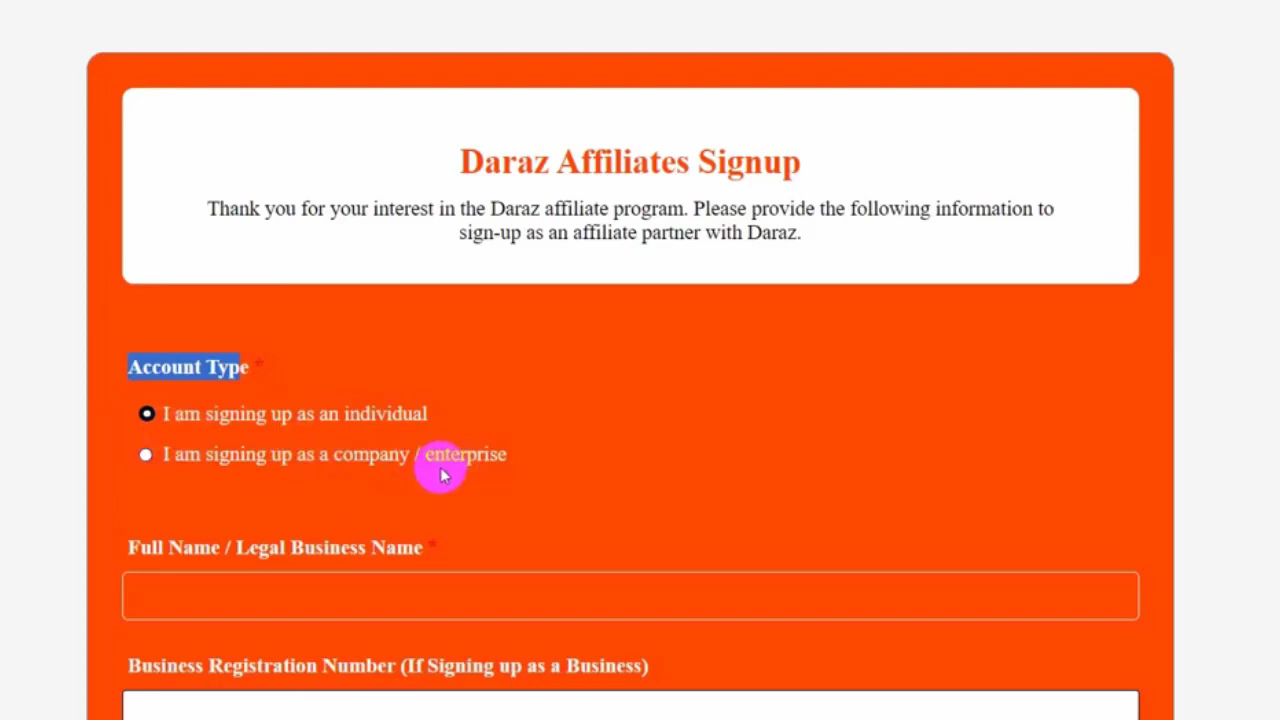 Daraz Affiliates Signup
Thank you for your interest in the Daraz affiliate program. Please provide the following information to
sign-up as an affiliate partner with Daraz.
Account Type *
I am signing up as an individual
I am signing up as a company / enterprise
Full Name / Legal Business Name *
Business Registration Number (If Signing up as a Business)